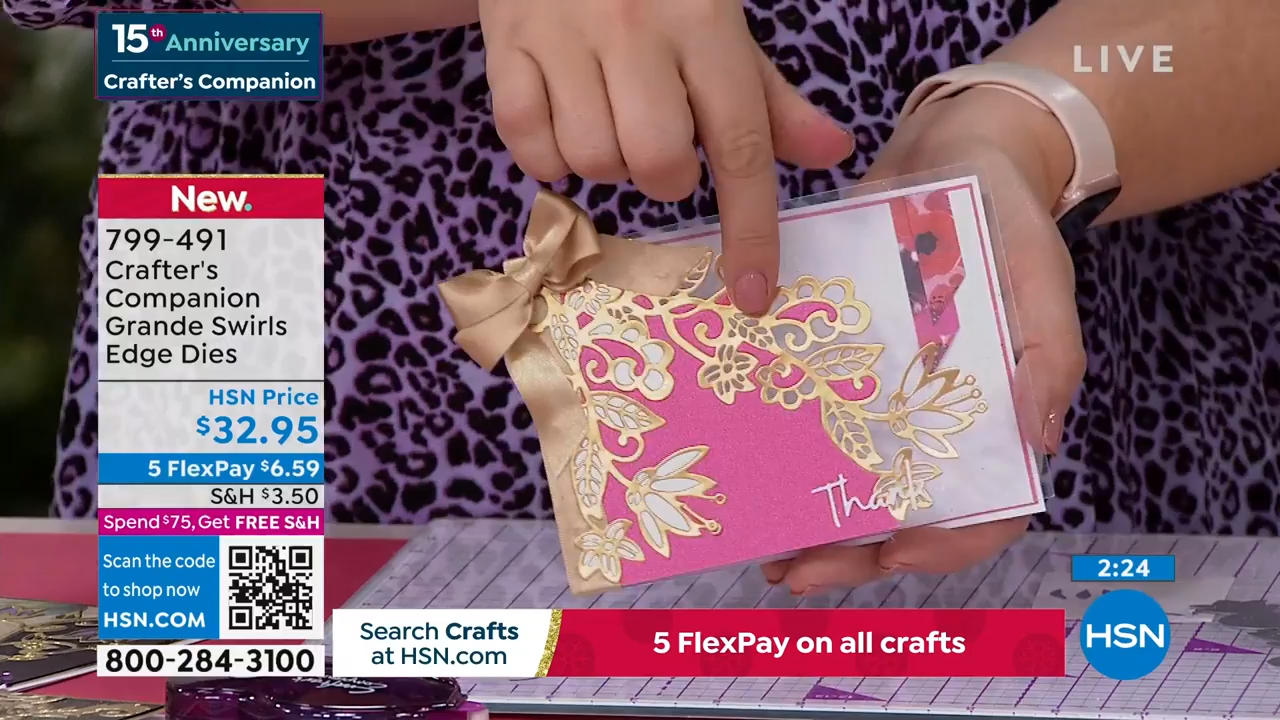 15th Anniversary
Crafter's Companion
LIVE
New.
799-491
Crafter's
Companion
Grande Swirls
Edge Dies
HSN Price
$32.95
5 FlexPay $6.59
S&H $3.50
Spend $75, Get FREE S&H
Scan the code
to shop now
HSN.COM
800-284-3100
Thank
Search Crafts
at HSN.com
5 FlexPay on all crafts
2:24
HSN